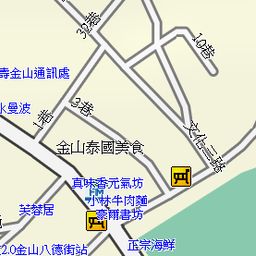 32巷
10巷
壽金山通訊處
水曼波
3巷
1巷
金山泰國美食
文化二路
真味香元氣坊
小林牛肉麵
豪爾書坊
芙蓉居
2.0金山八德街站
正宗海鮮